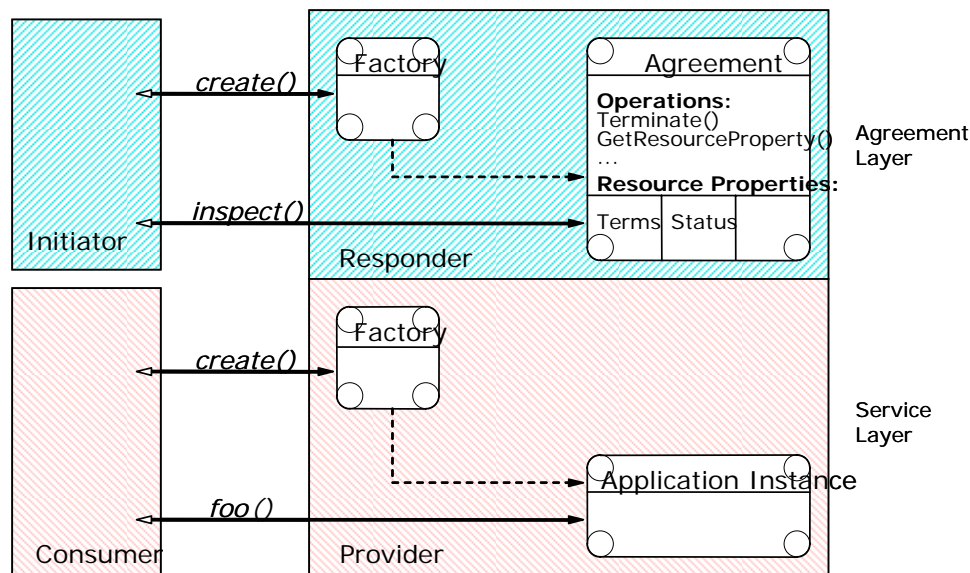 Factory
Agreement
create()
Operations:
Terminate()
GetResourceProperty()
...
Resource Properties:
Agreement
Layer
inspect()
Terms
Status
Initiator
Responder
Factory
create()
Service
Layer
Application Instance
foo()
Consumer
Provider